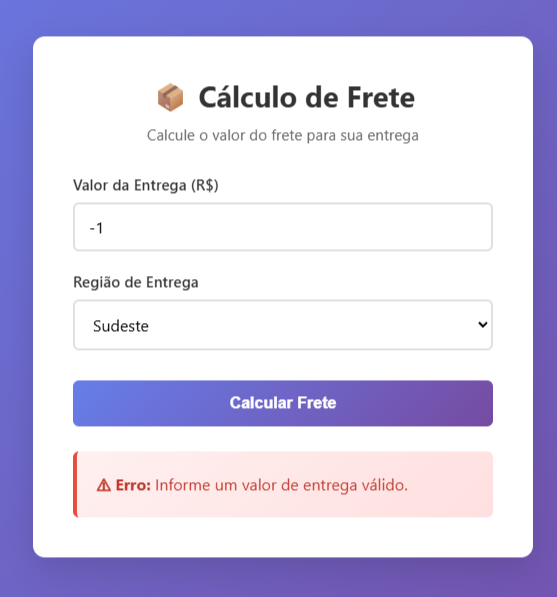 📦 Cálculo de Frete
Calcule o valor do frete para sua entrega
Valor da Entrega (R$)
-1
Região de Entrega
Sudeste
Calcular Frete
⚠ Erro: Informe um valor de entrega válido.